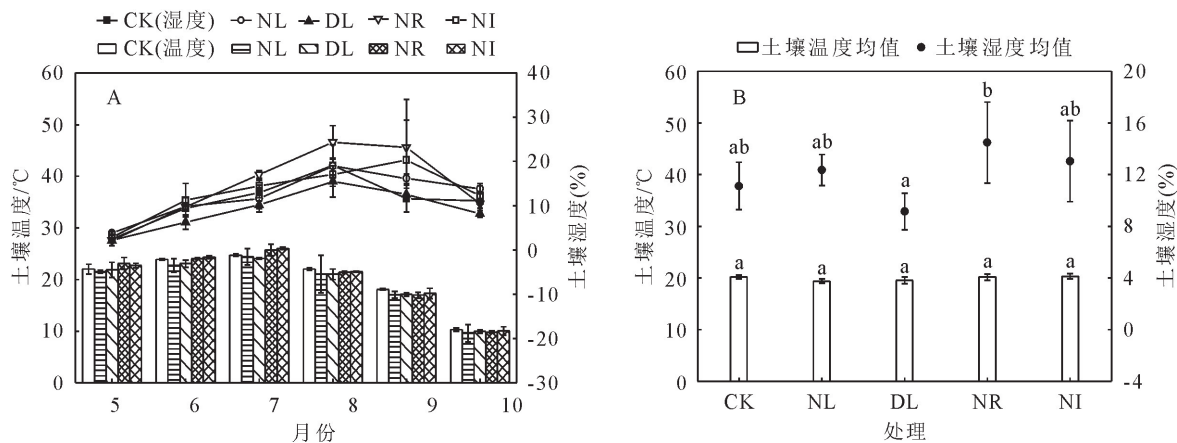 CK(湿度) NL DL NR NI
CK(温度) NL DL NR NI
土壤温度均值 土壤湿度均值
A
土壤温度/℃
60
50
40
30
20
10
0
40
30
20
10
0
-10
-20
-30
土壤湿度(%)
5 6 7 8 9 10
月份
B
土壤温度/℃
60
50
40
30
20
10
0
ab ab a b ab
a a a a a
20
16
12
8
4
0
-4
土壤湿度(%)
CK NL DL NR NI
处理